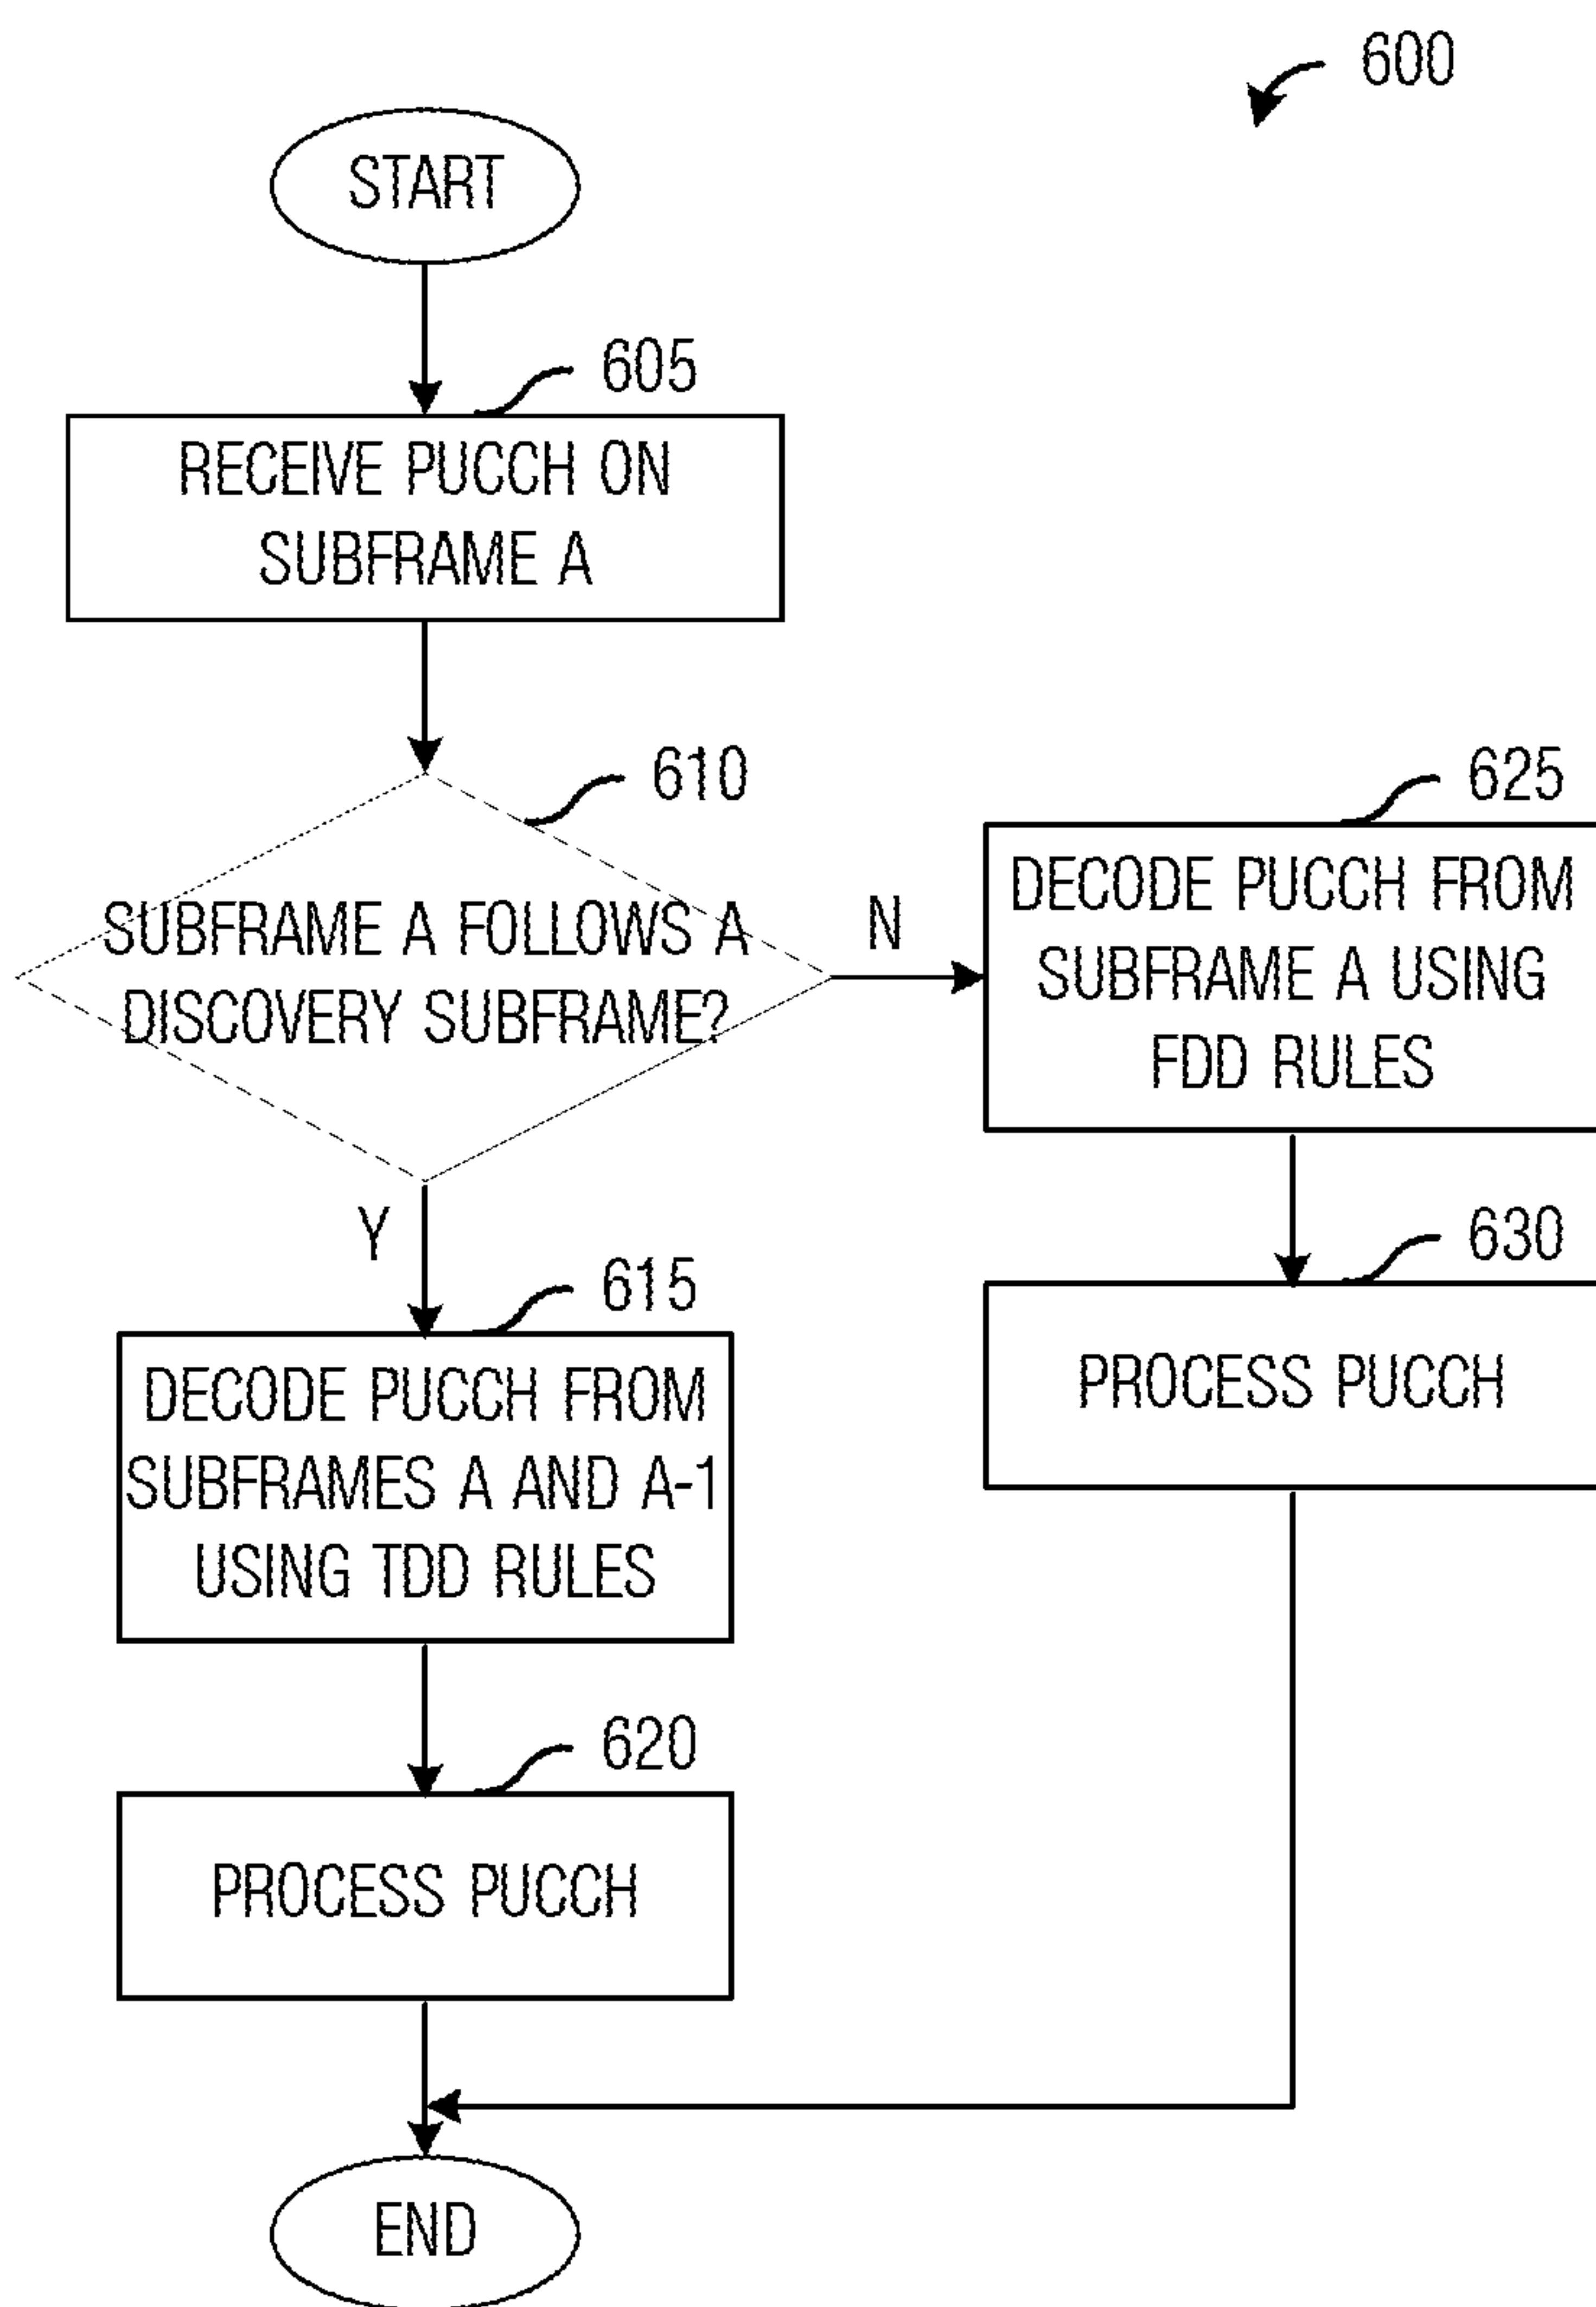 600
START
605
RECEIVE PUCCH ON
SUBFRAME A
610
SUBFRAME A FOLLOWS A
DISCOVERY SUBFRAME?
N
Y
625
DECODE PUCCH FROM
SUBFRAME A USING
FDD RULES
630
PROCESS PUCCH
615
DECODE PUCCH FROM
SUBFRAMES A AND A-1
USING TDD RULES
620
PROCESS PUCCH
END